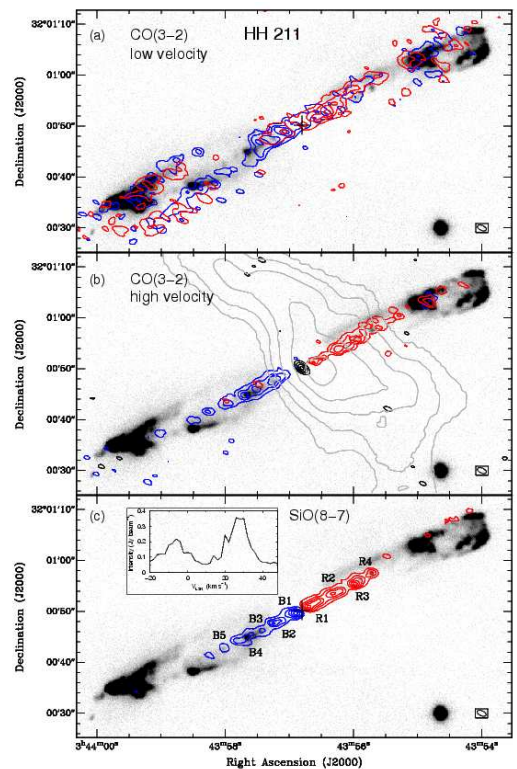 (a) CO(3-2) HH 211
low velocity
32°01'10"
01'00"
00'50"
00'40"
00'30"
Declination (J2000)
(b) CO(3-2)
high velocity
32°01'10"
01'00"
00'50"
00'40"
00'30"
Declination (J2000)
(c) SiO(8-7)
32°01'10"
01'00"
00'50"
00'40"
00'30"
Declination (J2000)
Intensity (Jy beam⁻¹)
0.4
0.3
0.2
0.1
0
-20 0 20 40
V_LSR (km s⁻¹)
R4
R2
B1
R3
B3
R1
B5
B2
B4
3ʰ44ᵐ00ˢ 43ᵐ58ˢ 43ᵐ56ˢ 43ᵐ54ˢ
Right Ascension (J2000)